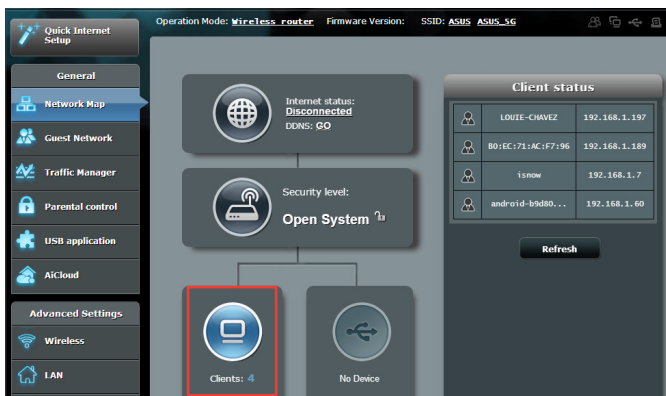 Operation Mode: Wireless router Firmware Version: SSID: ASUS ASUS_5G
Quick Internet
Setup
General
Network Map
Guest Network
Traffic Manager
Parental control
USB application
AiCloud
Advanced Settings
Wireless
LAN
Internet status:
Disconnected
DDNS: GO
Security level:
Open System
Clients: 4
No Device
Client status
LOUIE-CHAVEZ 192.168.1.197
B0:EC:71:AC:F7:96 192.168.1.189
isnow 192.168.1.7
android-b9d80... 192.168.1.60
Refresh